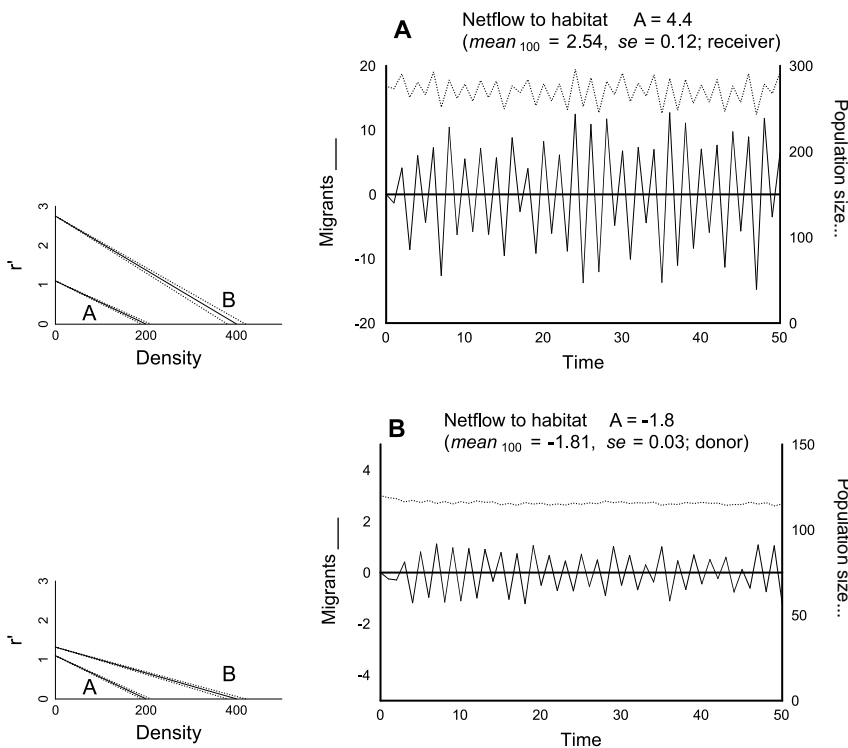 A
Netflow to habitat A = 4.4
(mean 100 = 2.54, se = 0.12; receiver)
20
10
0
-10
-20
Migrants ___
300
200
100
0
Population size...
0 10 20 30 40 50
Time
3
2
1
0
r'
A
B
0 200 400
Density
B
Netflow to habitat A = -1.8
(mean 100 = -1.81, se = 0.03; donor)
4
2
0
-2
-4
Migrants ___
150
100
50
0
Population size...
0 10 20 30 40 50
Time
3
2
1
0
r'
A
B
0 200 400
Density